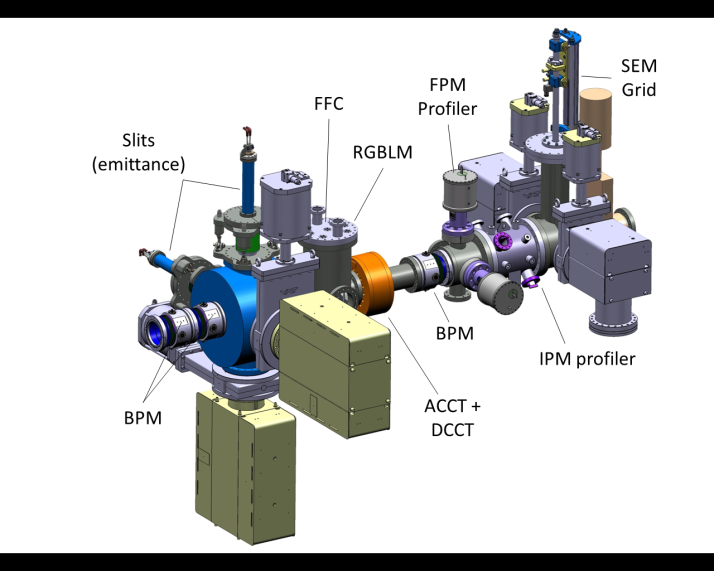 SEM
Grid
FPM
Profiler
FFC
Slits
(emittance)
RGBLM
BPM
IPM profiler
BPM
ACCT +
DCCT